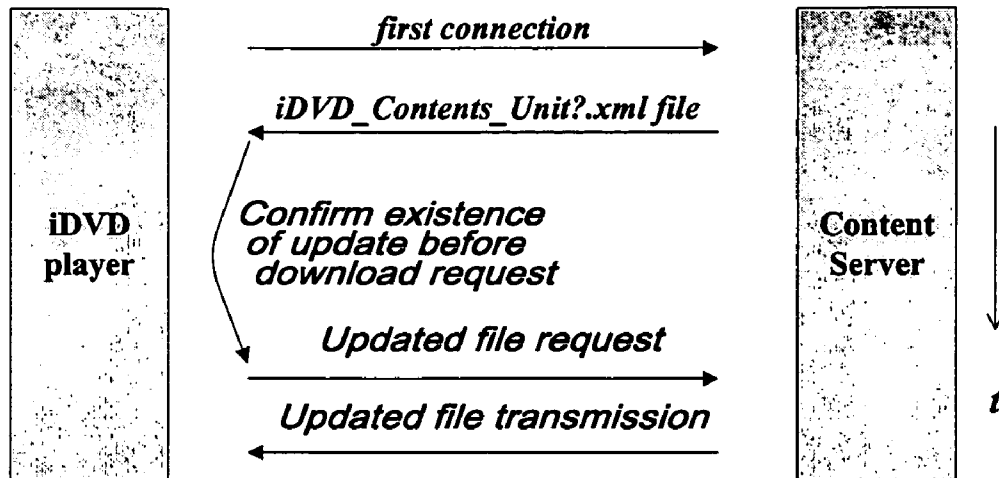 first connection
iDVD_Contents_Unit?.xml file
iDVD
player
Confirm existence
of update before
download request
Content
Server
Updated file request
Updated file transmission
t